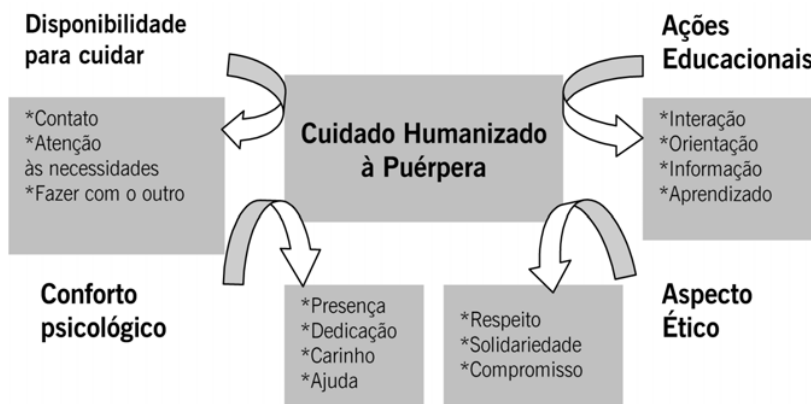 Disponibilidade
para cuidar
*Contato
*Atenção
às necessidades
*Fazer com o outro
Cuidado Humanizado
à Puérpera
Ações
Educacionais
*Interação
*Orientação
*Informação
*Aprendizado
Conforto
psicológico
*Presença
*Dedicação
*Carinho
*Ajuda
*Respeito
*Solidariedade
*Compromisso
Aspecto
Ético